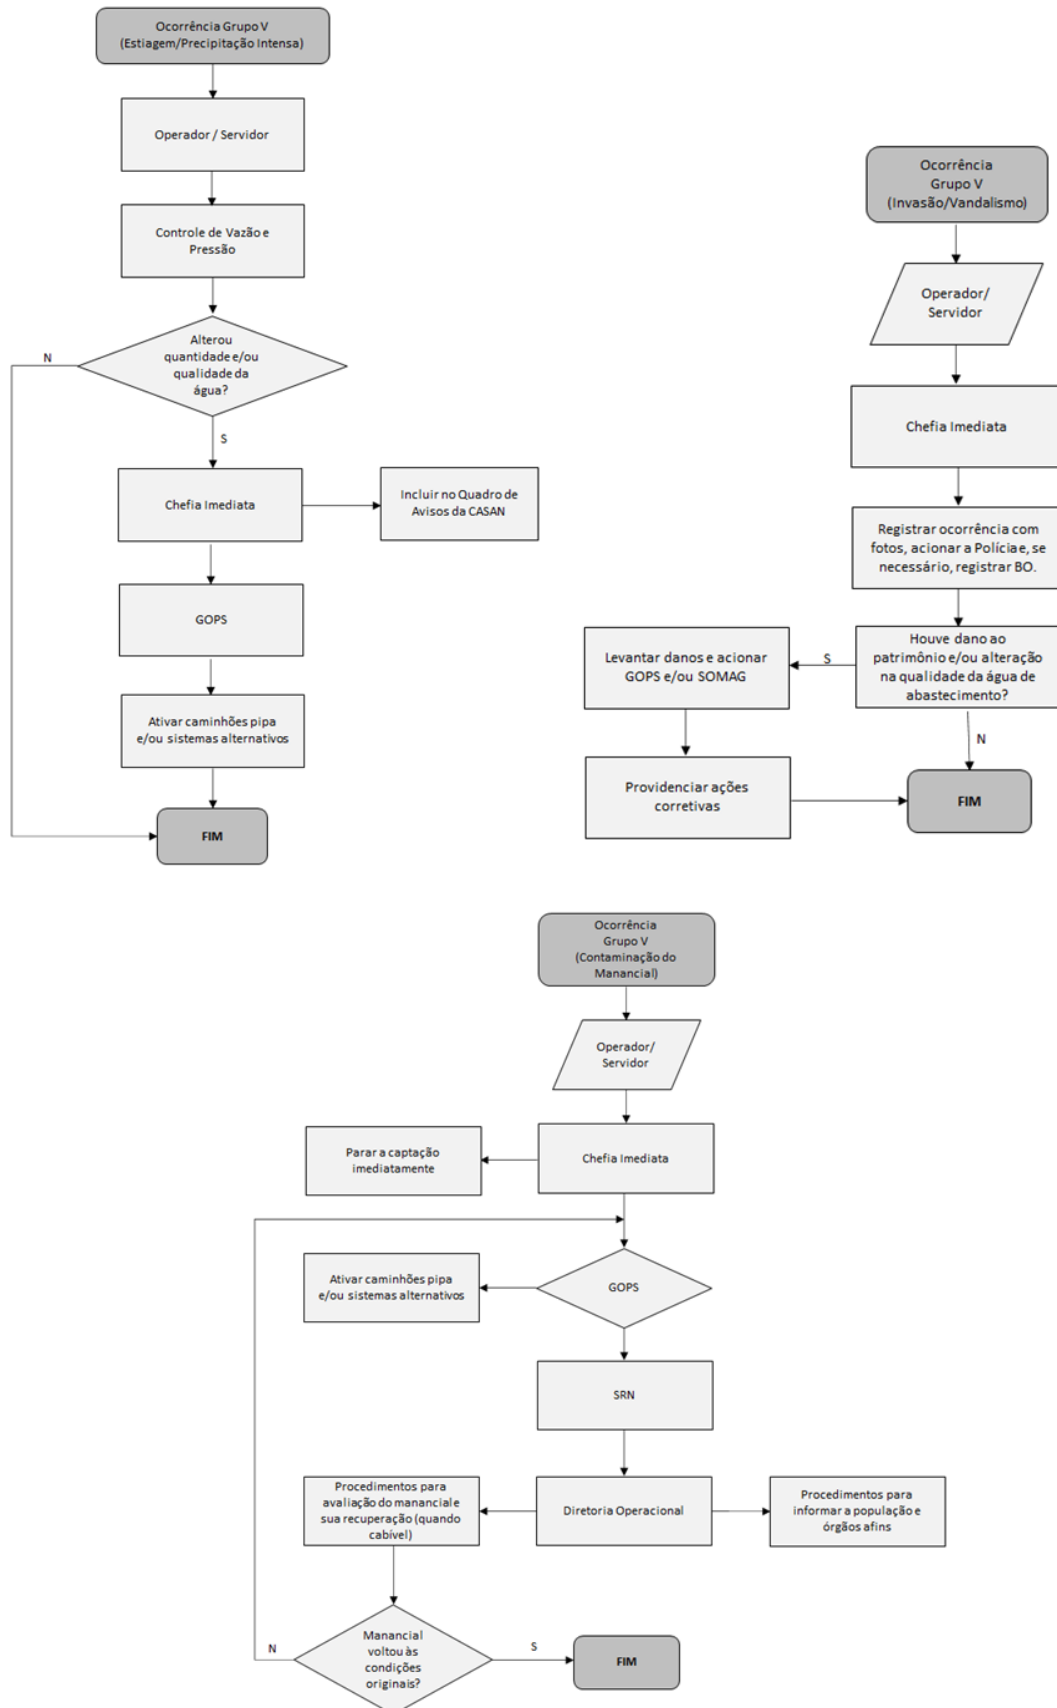 Ocorrência Grupo V
(Estiagem/Precipitação Intensa)
Operador / Servidor
Controle de Vazão e
Pressão
Alterou
quantidade e/ou
qualidade da
água?
N
S
Chefia Imediata
Incluir no Quadro de
Avisos da CASAN
GOPS
Ativar caminhões pipa
e/ou sistemas alternativos
FIM
Ocorrência
Grupo V
(Invasão/Vandalismo)
Operador/
Servidor
Chefia Imediata
Registrar ocorrência com
fotos, acionar a Polícia e, se
necessário, registrar BO.
Houve dano ao
patrimônio e/ou alteração
na qualidade da água de
abastecimento?
S
Levantar danos e acionar
GOPS e/ou SOMAG
N
Providenciar ações
corretivas
FIM
Ocorrência
Grupo V
(Contaminação do
Manancial)
Operador/
Servidor
Chefia Imediata
Parar a captação
imediatamente
GOPS
Ativar caminhões pipa
e/ou sistemas alternativos
SRN
Diretoria Operacional
Procedimentos para
avaliação do manancial e
sua recuperação (quando
cabível)
Procedimentos para
informar a população e
órgãos afins
Manancial
voltou às
condições
originais?
N
S
FIM